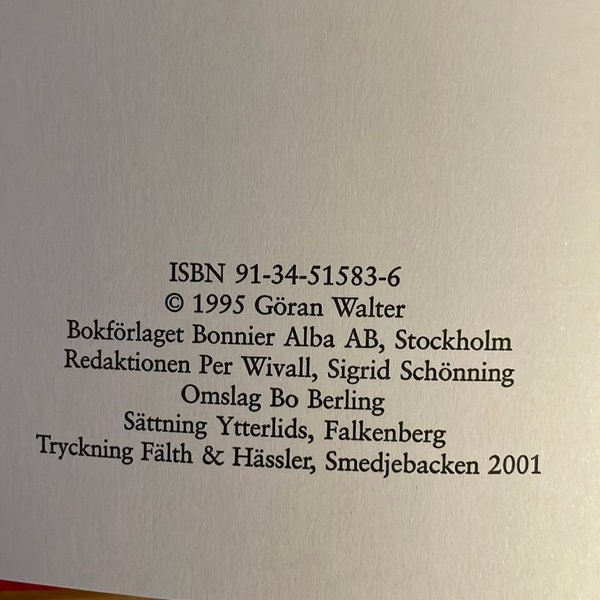 ISBN 91-34-51583-6
© 1995 Göran Walter
Bokförlaget Bonnier Alba AB, Stockholm
Redaktionen Per Wivall, Sigrid Schönning
Omslag Bo Berling
Sättning Ytterlids, Falkenberg
Tryckning Fälth & Hässler, Smedjebacken 2001